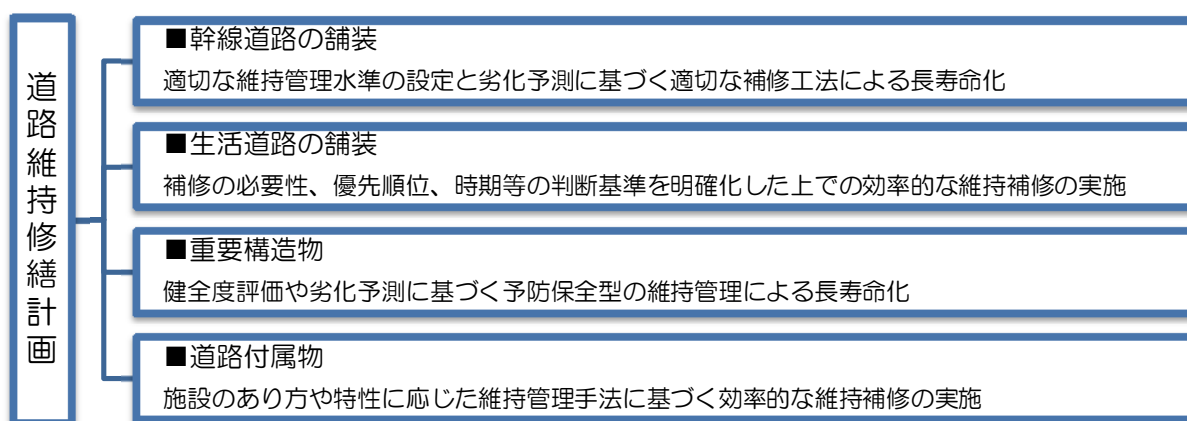 道路維持修繕計画
■幹線道路の舗装
適切な維持管理水準の設定と劣化予測に基づく適切な補修工法による長寿命化
■生活道路の舗装
補修の必要性、優先順位、時期等の判断基準を明確化した上での効率的な維持補修の実施
■重要構造物
健全度評価や劣化予測に基づく予防保全型の維持管理による長寿命化
■道路付属物
施設のあり方や特性に応じた維持管理手法に基づく効率的な維持補修の実施